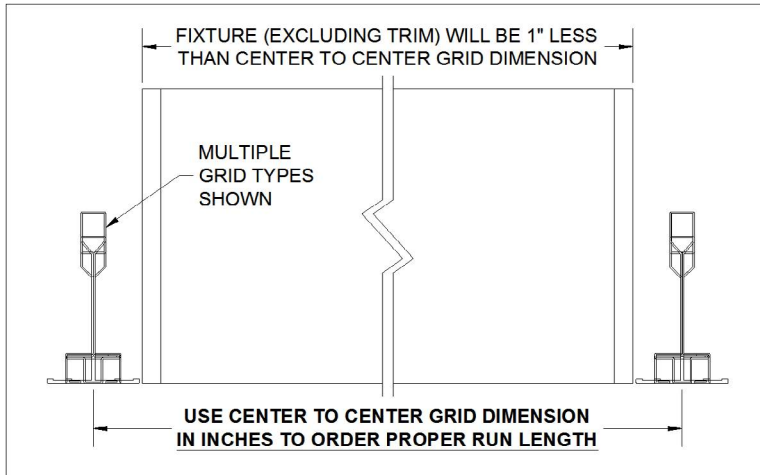 FIXTURE (EXCLUDING TRIM) WILL BE 1" LESS
THAN CENTER TO CENTER GRID DIMENSION
MULTIPLE
GRID TYPES
SHOWN
USE CENTER TO CENTER GRID DIMENSION
IN INCHES TO ORDER PROPER RUN LENGTH